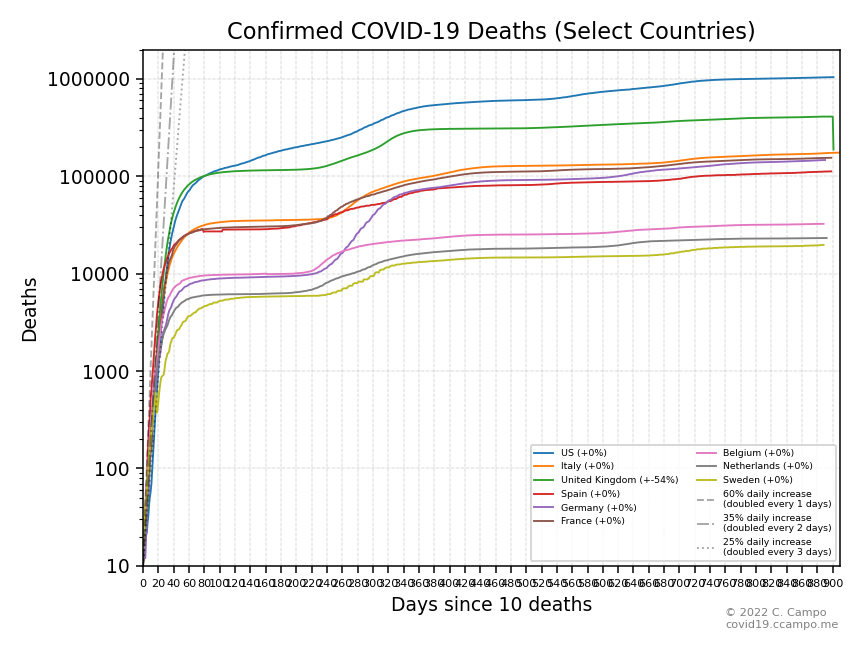 Confirmed COVID-19 Deaths (Select Countries)
Deaths
1000000
100000
10000
1000
100
10
US (+0%)
Italy (+0%)
United Kingdom (+-54%)
Spain (+0%)
Germany (+0%)
France (+0%)
Belgium (+0%)
Netherlands (+0%)
Sweden (+0%)
60% daily increase
(doubled every 1 days)
35% daily increase
(doubled every 2 days)
25% daily increase
(doubled every 3 days)
0 20 40 60 80 100 120 140 160 180 200 220 240 260 280 300 320 340 360 380 400 420 440 460 480 500 520 540 560 580 600 620 640 660 680 700 720 740 760 780 800 820 840 860 880 900
Days since 10 deaths
© 2022 C. Campo
covid19.ccampo.me